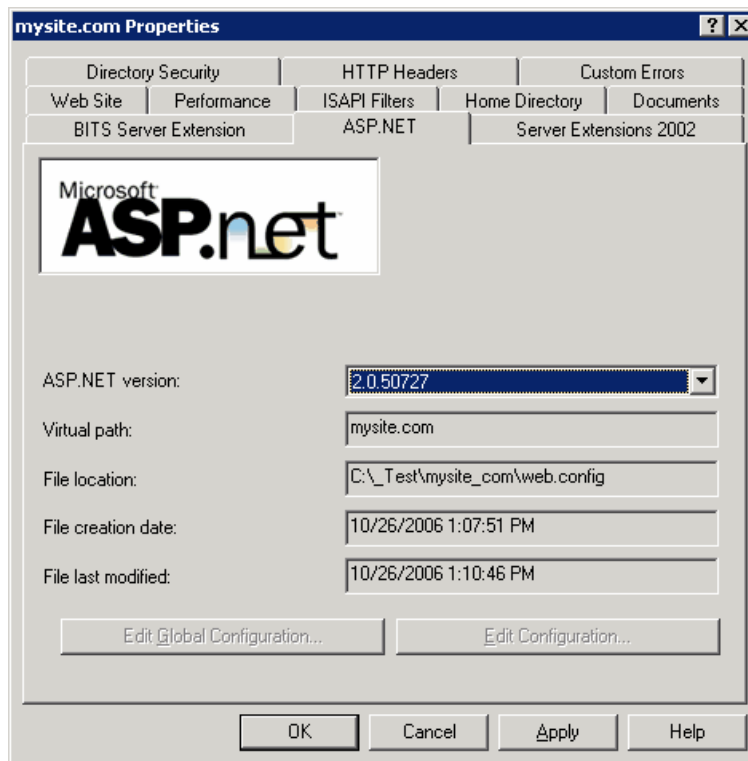 mysite.com Properties
Directory Security HTTP Headers Custom Errors
Web Site Performance ISAPI Filters Home Directory Documents
BITS Server Extension ASP.NET Server Extensions 2002
Microsoft
ASP.net
ASP.NET version: 2.0.50727
Virtual path: mysite.com
File location: C:\_Test\mysite_com\web.config
File creation date: 10/26/2006 1:07:51 PM
File last modified: 10/26/2006 1:10:46 PM
Edit Global Configuration... Edit Configuration...
OK Cancel Apply Help